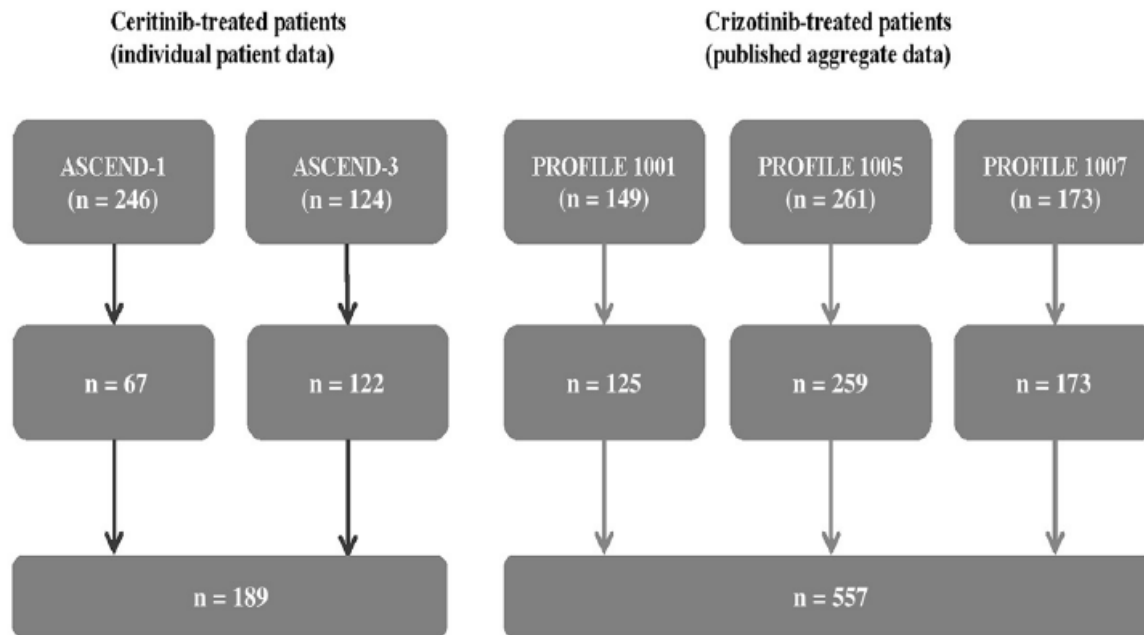 Ceritinib-treated patients
(individual patient data)
Crizotinib-treated patients
(published aggregate data)
ASCEND-1
(n = 246)
ASCEND-3
(n = 124)
PROFILE 1001
(n = 149)
PROFILE 1005
(n = 261)
PROFILE 1007
(n = 173)
n = 67
n = 122
n = 125
n = 259
n = 173
n = 189
n = 557